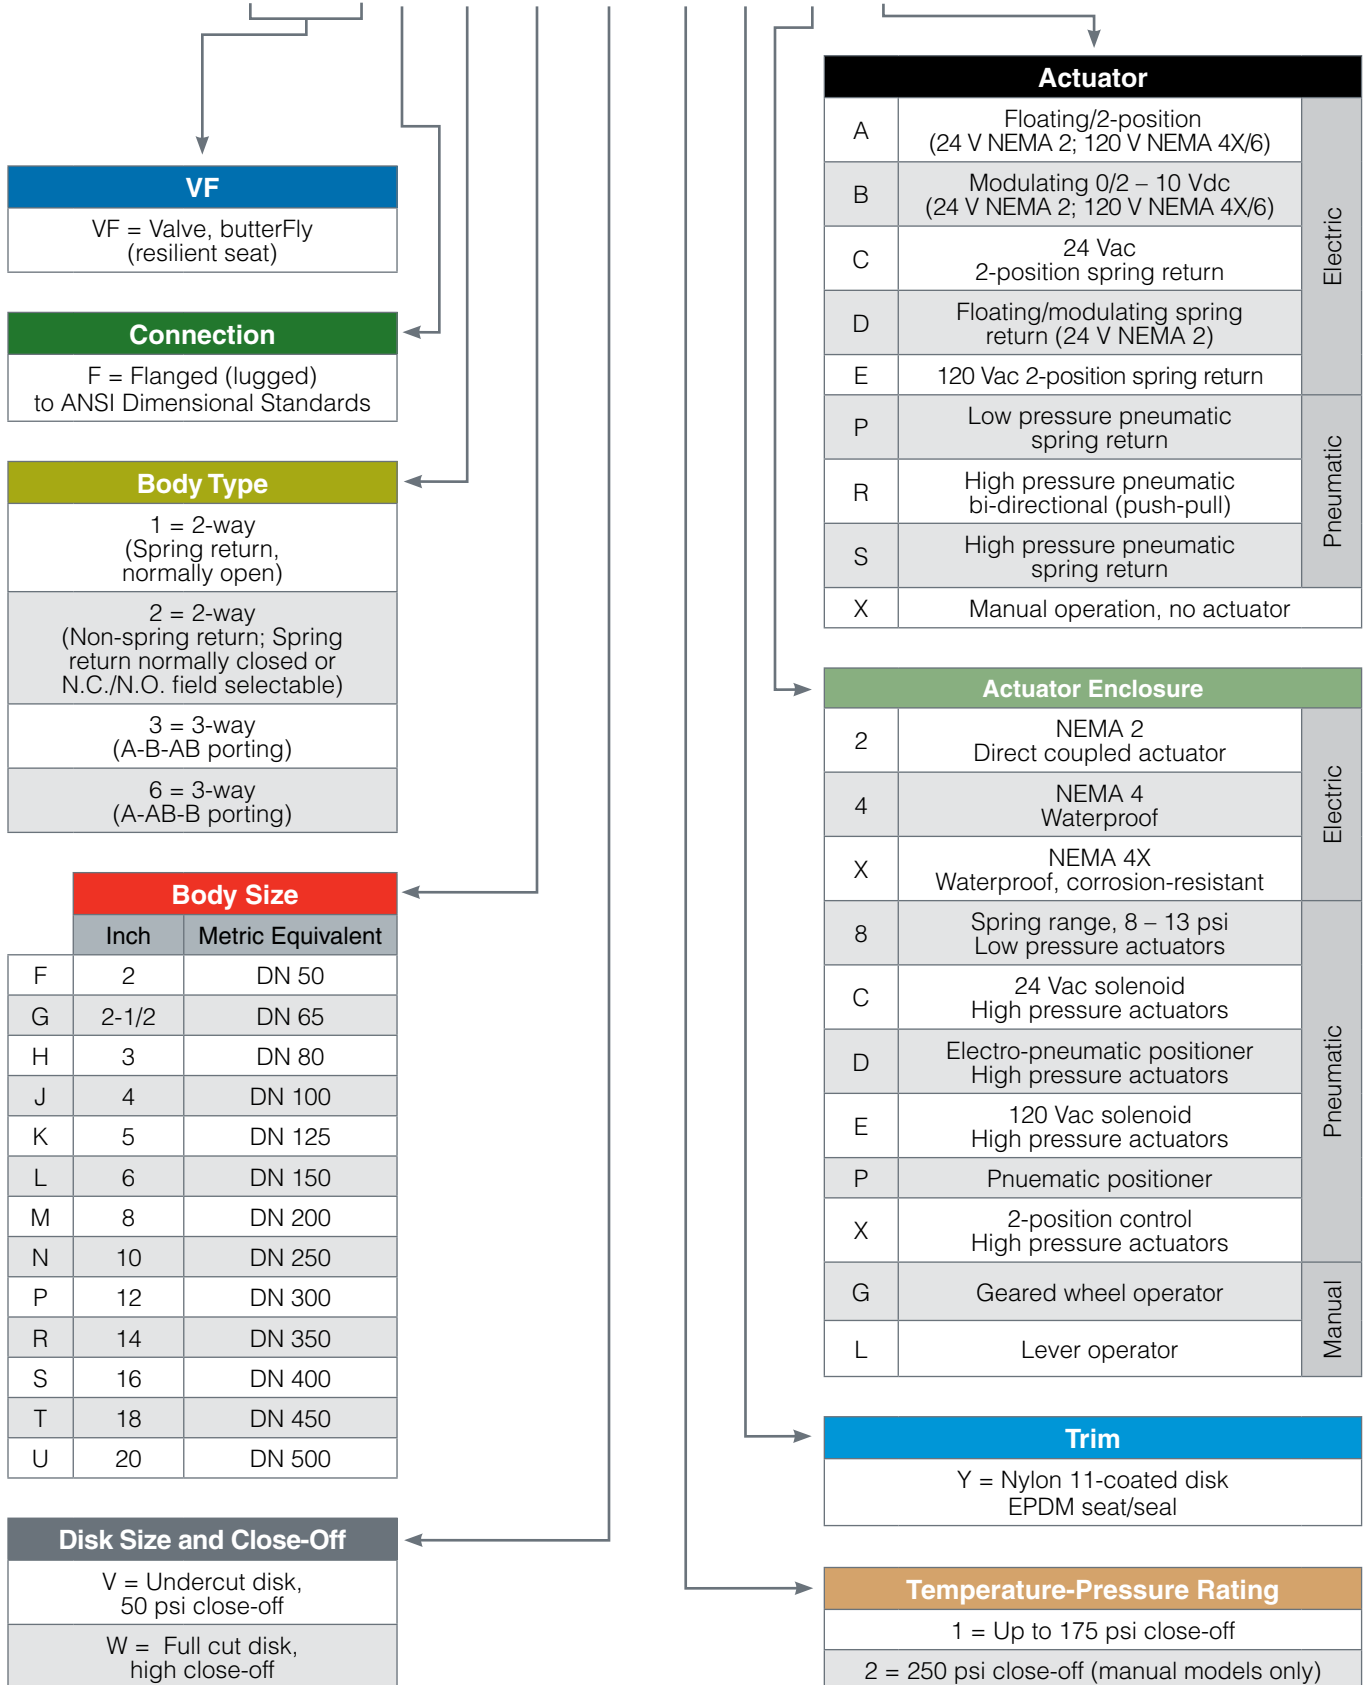 VF
VF = Valve, butterFly
(resilient seat)
Connection
F = Flanged (lugged)
to ANSI Dimensional Standards
Body Type
1 = 2-way
(Spring return,
normally open)
2 = 2-way
(Non-spring return; Spring
return normally closed or
N.C./N.O. field selectable)
3 = 3-way
(A-B-AB porting)
6 = 3-way
(A-AB-B porting)
Body Size
Inch Metric Equivalent
F 2 DN 50
G 2-1/2 DN 65
H 3 DN 80
J 4 DN 100
K 5 DN 125
L 6 DN 150
M 8 DN 200
N 10 DN 250
P 12 DN 300
R 14 DN 350
S 16 DN 400
T 18 DN 450
U 20 DN 500
Disk Size and Close-Off
V = Undercut disk,
50 psi close-off
W = Full cut disk,
high close-off
Actuator
A Floating/2-position
(24 V NEMA 2; 120 V NEMA 4X/6)
B Modulating 0/2 – 10 Vdc
(24 V NEMA 2; 120 V NEMA 4X/6)
C 24 Vac
2-position spring return
D Floating/modulating spring
return (24 V NEMA 2)
E 120 Vac 2-position spring return
Electric
P Low pressure pneumatic
spring return
R High pressure pneumatic
bi-directional (push-pull)
S High pressure pneumatic
spring return
Pneumatic
X Manual operation, no actuator
Actuator Enclosure
2 NEMA 2
Direct coupled actuator
4 NEMA 4
Waterproof
X NEMA 4X
Waterproof, corrosion-resistant
Electric
8 Spring range, 8 – 13 psi
Low pressure actuators
C 24 Vac solenoid
High pressure actuators
D Electro-pneumatic positioner
High pressure actuators
E 120 Vac solenoid
High pressure actuators
P Pnuematic positioner
X 2-position control
High pressure actuators
Pneumatic
G Geared wheel operator
L Lever operator
Manual
Trim
Y = Nylon 11-coated disk
EPDM seat/seal
Temperature-Pressure Rating
1 = Up to 175 psi close-off
2 = 250 psi close-off (manual models only)